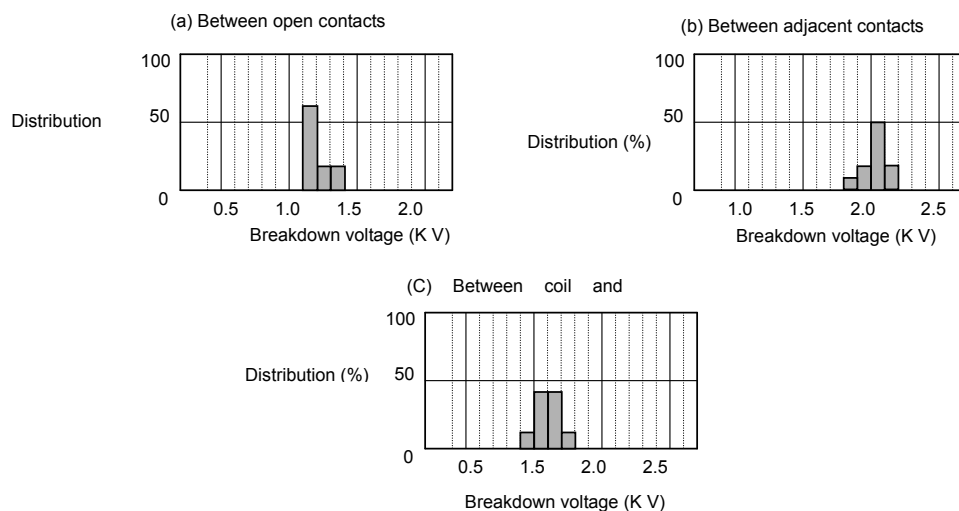 (a) Between open contacts
100
Distribution
50
0
0.5 1.0 1.5 2.0
Breakdown voltage (K V)
(b) Between adjacent contacts
100
50
Distribution (%)
0
1.0 1.5 2.0 2.5
Breakdown voltage (K V)
(C) Between coil and
100
Distribution (%)
50
0
0.5 1.5 2.0 2.5
Breakdown voltage (K V)